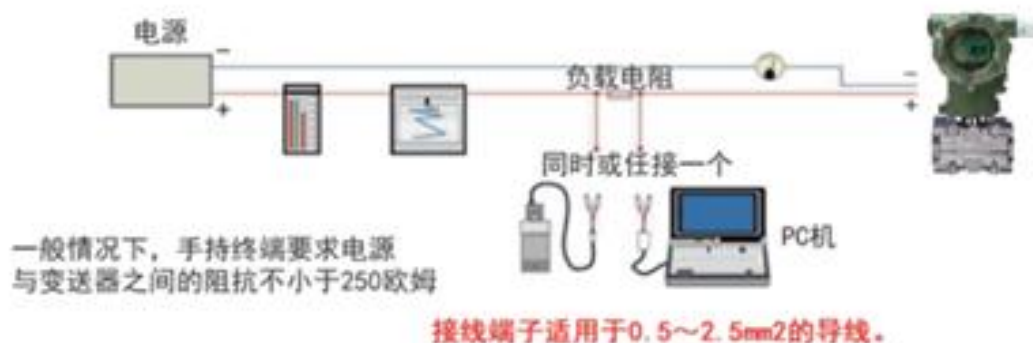 电源
−
+
负载电阻
−
+
同时或任接一个
PC机
一般情况下，手持终端要求电源
与变送器之间的阻抗不小于250欧姆
接线端子适用于0.5～2.5mm2的导线。